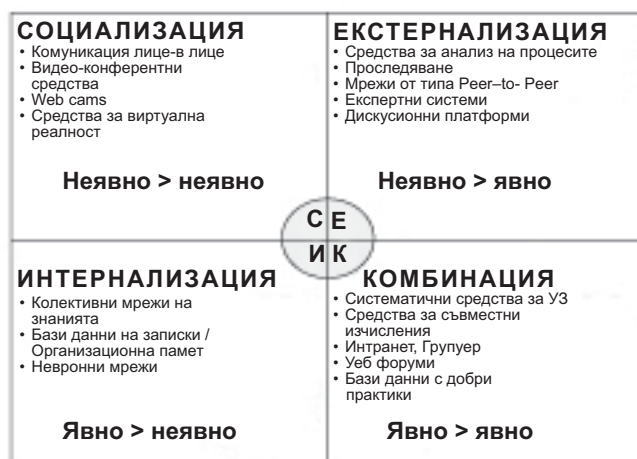 СОЦИАЛИЗАЦИЯ
• Комуникация лице-в лице
• Видео-конферентни
средства
• Web cams
• Средства за виртуална
реалност
Неявно > неявно
ЕКСТЕРНАЛИЗАЦИЯ
• Средства за анализ на процесите
• Проследяване
• Мрежи от типа Peer–to- Peer
• Експертни системи
• Дискусионни платформи
Неявно > явно
С Е
И К
ИНТЕРНАЛИЗАЦИЯ
• Колективни мрежи на
знанията
• Бази данни на записки /
Организационна памет
• Невронни мрежи
Явно > неявно
КОМБИНАЦИЯ
• Систематични средства за УЗ
• Средства за съвместни
изчисления
• Интранет, Групуер
• Уеб форуми
• Бази данни с добри
практики
Явно > явно